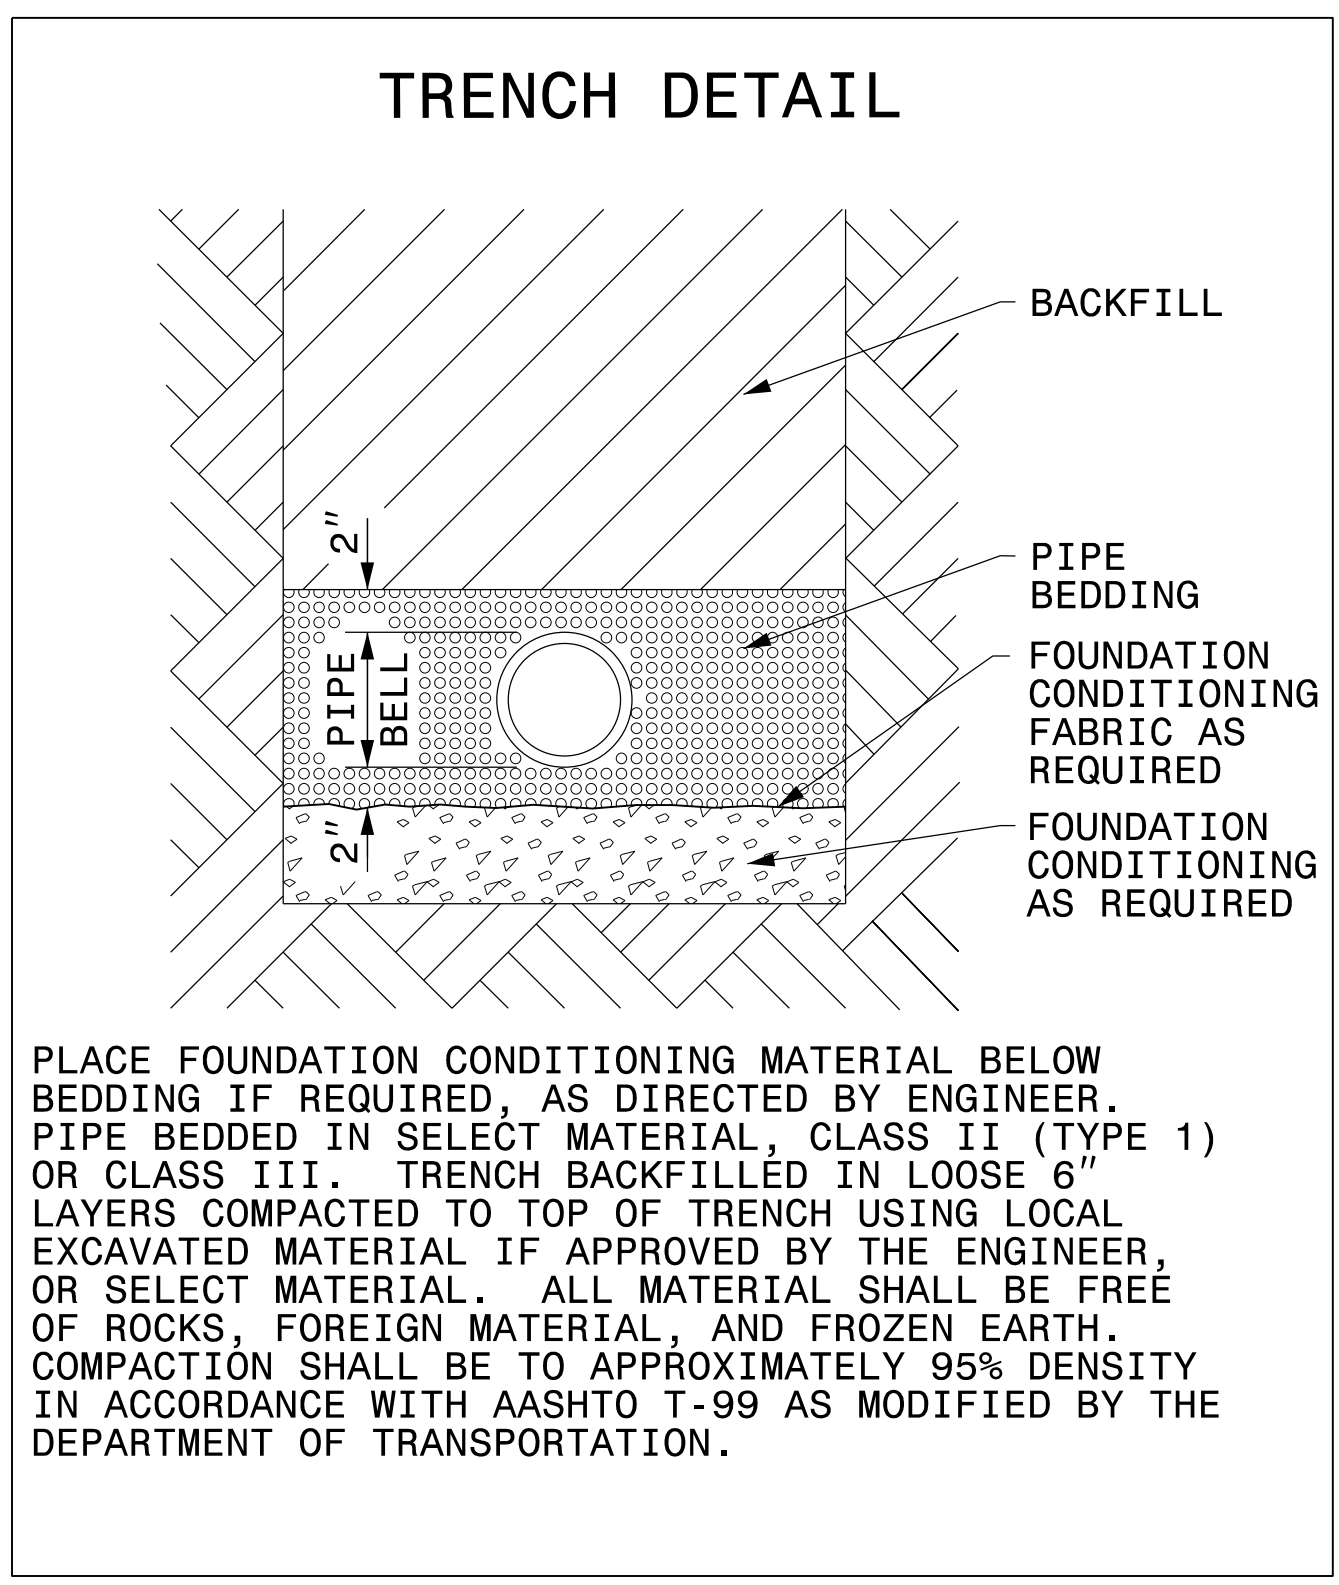 TRENCH DETAIL
BACKFILL
2"
PIPE
BEDDING
PIPE
BELL
FOUNDATION
CONDITIONING
FABRIC AS
REQUIRED
2"
FOUNDATION
CONDITIONING
AS REQUIRED
PLACE FOUNDATION CONDITIONING MATERIAL BELOW
BEDDING IF REQUIRED, AS DIRECTED BY ENGINEER.
PIPE BEDDED IN SELECT MATERIAL, CLASS II (TYPE 1)
OR CLASS III. TRENCH BACKFILLED IN LOOSE 6"
LAYERS COMPACTED TO TOP OF TRENCH USING LOCAL
EXCAVATED MATERIAL IF APPROVED BY THE ENGINEER,
OR SELECT MATERIAL. ALL MATERIAL SHALL BE FREE
OF ROCKS, FOREIGN MATERIAL, AND FROZEN EARTH.
COMPACTION SHALL BE TO APPROXIMATELY 95% DENSITY
IN ACCORDANCE WITH AASHTO T-99 AS MODIFIED BY THE
DEPARTMENT OF TRANSPORTATION.